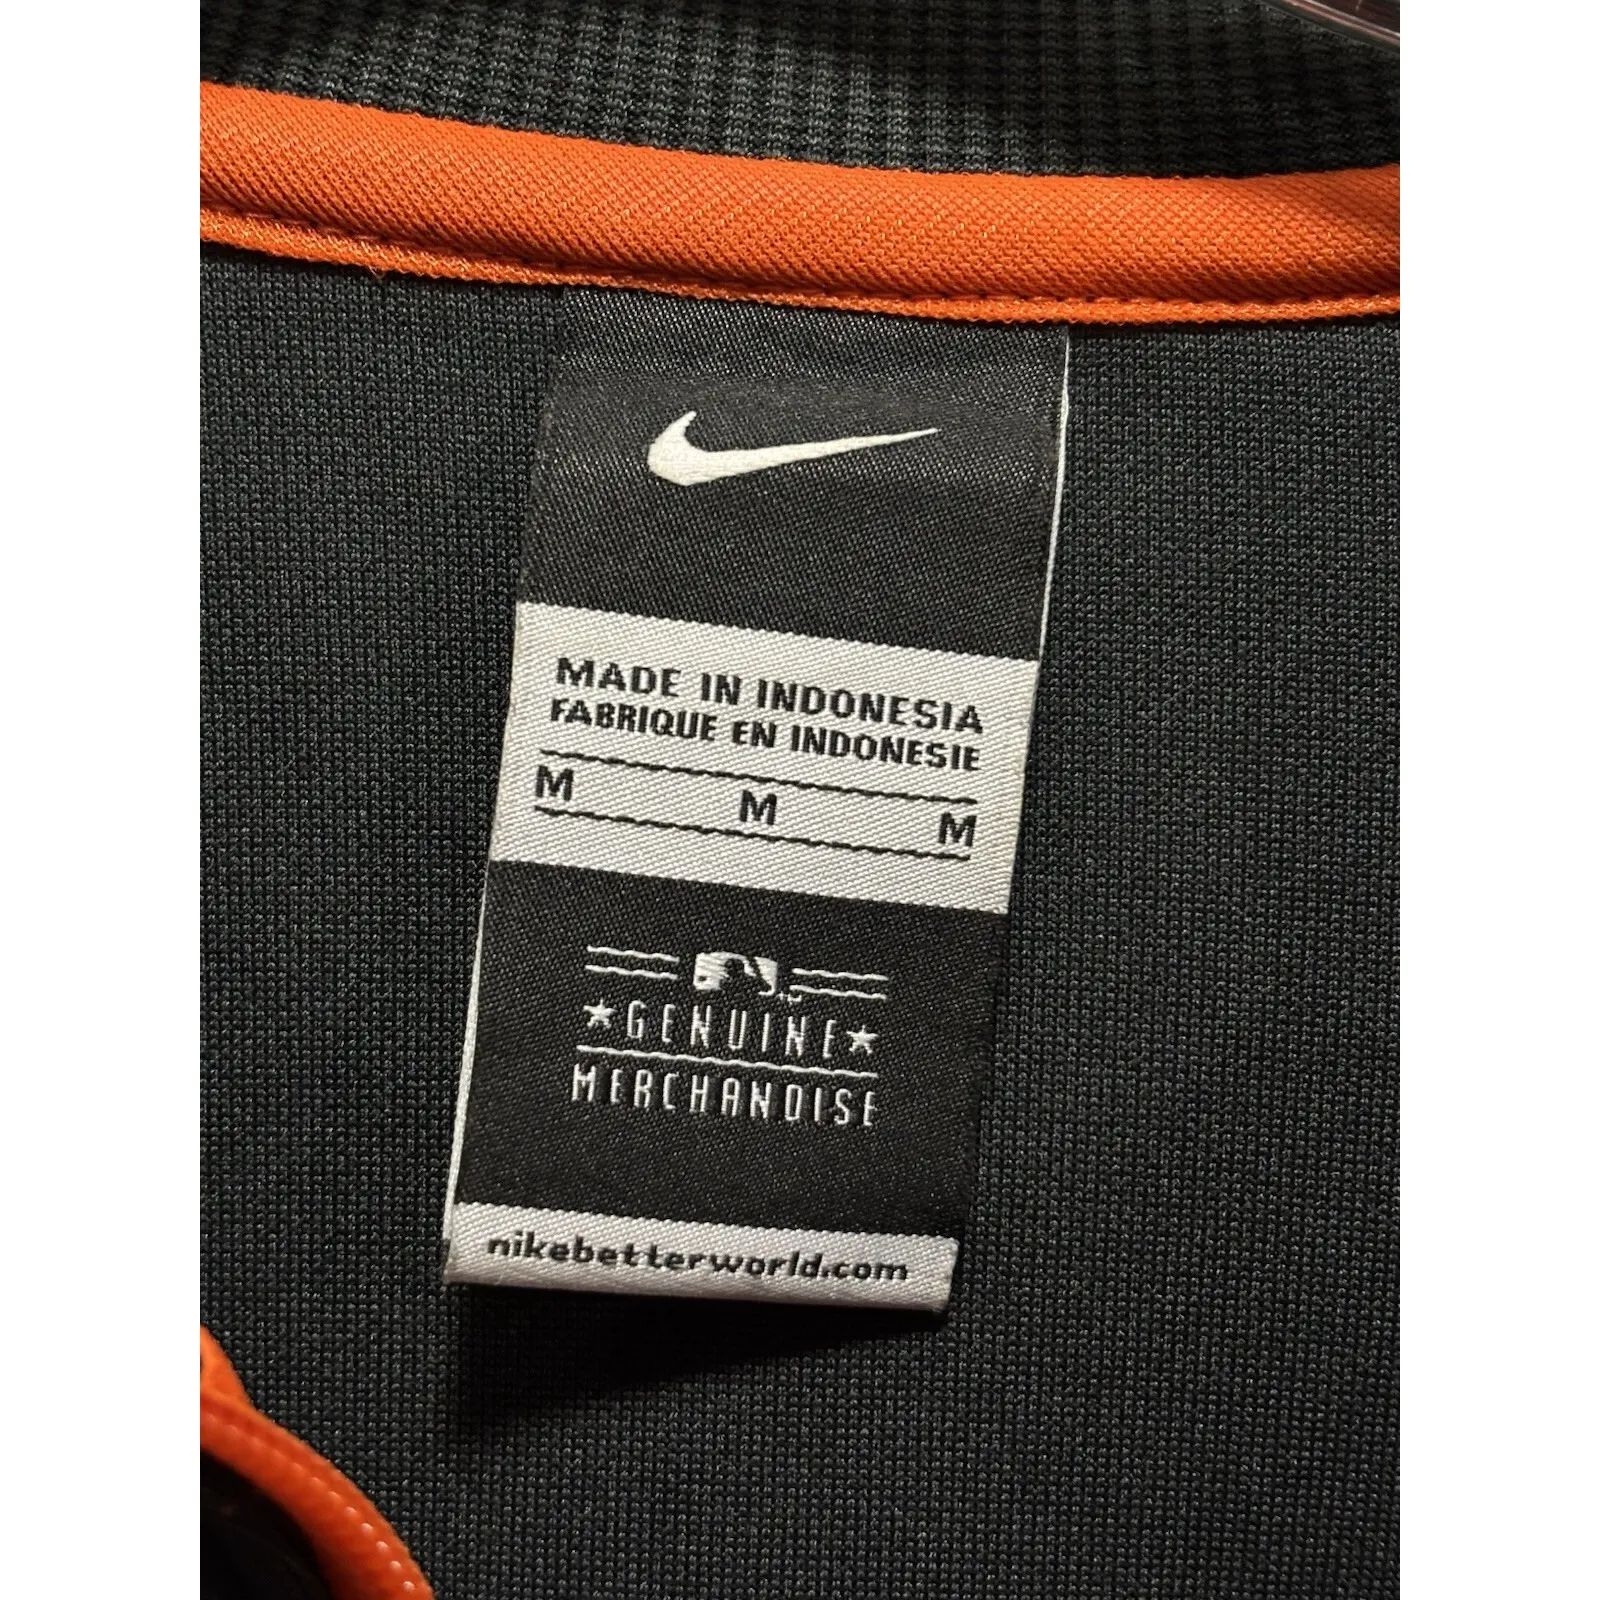 MADE IN INDONESIA
FABRIQUE EN INDONESIE
M M M
GENUINE
MERCHANDISE
nikebetterworld.com